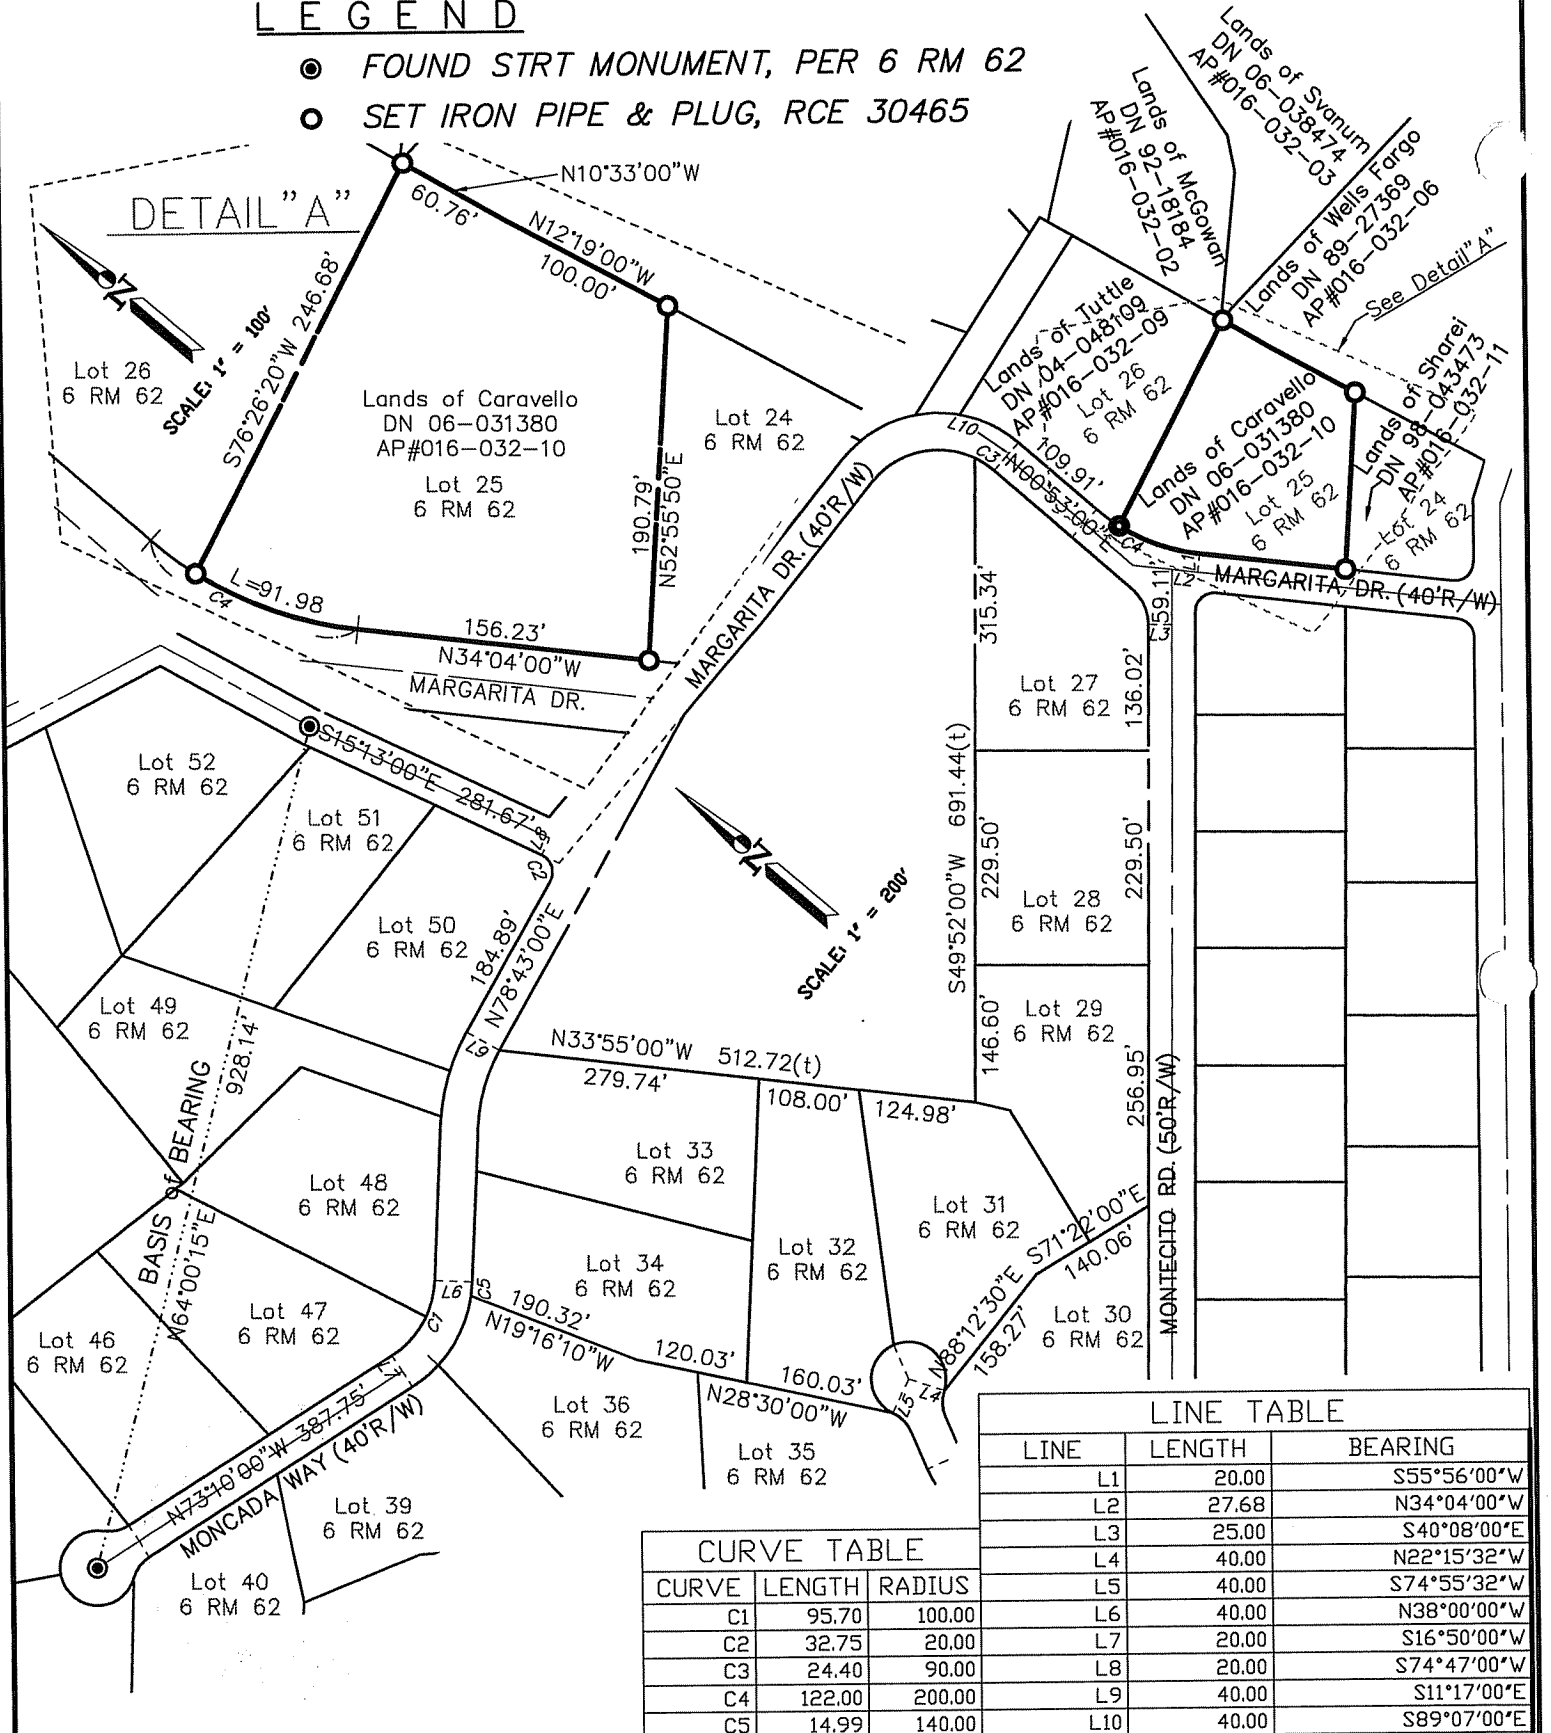 LEGEND
FOUND STRT MONUMENT, PER 6 RM 62
SET IRON PIPE & PLUG, RCE 30465
DETAIL"A"
N
SCALE: 1" = 100'
Lot 26
6 RM 62
S76°26'20"W 246.68'
60.76'
N10°33'00"W
N12°19'00"W
100.00'
Lands of Caravello
DN 06-031380
AP#016-032-10
Lot 25
6 RM 62
190.79'
N52°55'50"E
Lot 24
6 RM 62
L=91.98
C4
156.23'
N34°04'00"W
MARGARITA DR.
Lands of Svanum
DN 06-038474
AP#016-032-03
Lands of McGowan
DN 92-18184
AP#016-032-02
Lands of Wells Fargo
DN 89-27369
AP#016-032-06
See Detail"A"
Lands of Tuttle
DN 04-048109
AP#016-032-09
Lot 26
6 RM 62
Lands of Caravello
DN 06-031380
AP#016-032-10
Lot 25
6 RM 62
Lands of Sharei
DN 98-043473
AP#016-032-11
Lot 24
6 RM 62
L10
C3
109.91'
N00°53'00"E
C4
L1
L2
MARGARITA DR. (40'R/W)
MARGARITA DR. (40'R/W)
59.11'
L3
315.34'
Lot 27
6 RM 62
136.02'
S49°52'00"W 691.44(t)
229.50'
Lot 28
6 RM 62
229.50'
146.60'
Lot 29
6 RM 62
256.95'
MONTECITO RD. (50'R/W)
N
SCALE: 1" = 200'
S15°13'00"E 281.67'
L8
C2
Lot 52
6 RM 62
Lot 51
6 RM 62
Lot 50
6 RM 62
184.89'
N78°43'00"E
L9
Lot 49
6 RM 62
BASIS of BEARING
928.14'
N64°00'15"E
N33°55'00"W 512.72(t)
279.74'
108.00'
124.98'
Lot 33
6 RM 62
Lot 48
6 RM 62
Lot 31
6 RM 62
Lot 32
6 RM 62
Lot 34
6 RM 62
S71°22'00"E
140.06'
Lot 30
6 RM 62
N88°12'30"E
158.27'
L6
C5
C1
190.32'
N19°16'10"W
120.03'
160.03'
N28°30'00"W
L5
L4
Lot 47
6 RM 62
Lot 46
6 RM 62
L7
N73°10'00"W 387.75'
MONCADA WAY (40'R/W)
Lot 36
6 RM 62
Lot 35
6 RM 62
Lot 39
6 RM 62
Lot 40
6 RM 62
CURVE TABLE
CURVE LENGTH RADIUS
C1 95.70 100.00
C2 32.75 20.00
C3 24.40 90.00
C4 122.00 200.00
C5 14.99 140.00
LINE TABLE
LINE LENGTH BEARING
L1 20.00 S55°56'00"W
L2 27.68 N34°04'00"W
L3 25.00 S40°08'00"E
L4 40.00 N22°15'32"W
L5 40.00 S74°55'32"W
L6 40.00 N38°00'00"W
L7 20.00 S16°50'00"W
L8 20.00 S74°47'00"W
L9 40.00 S11°17'00"E
L10 40.00 S89°07'00"E